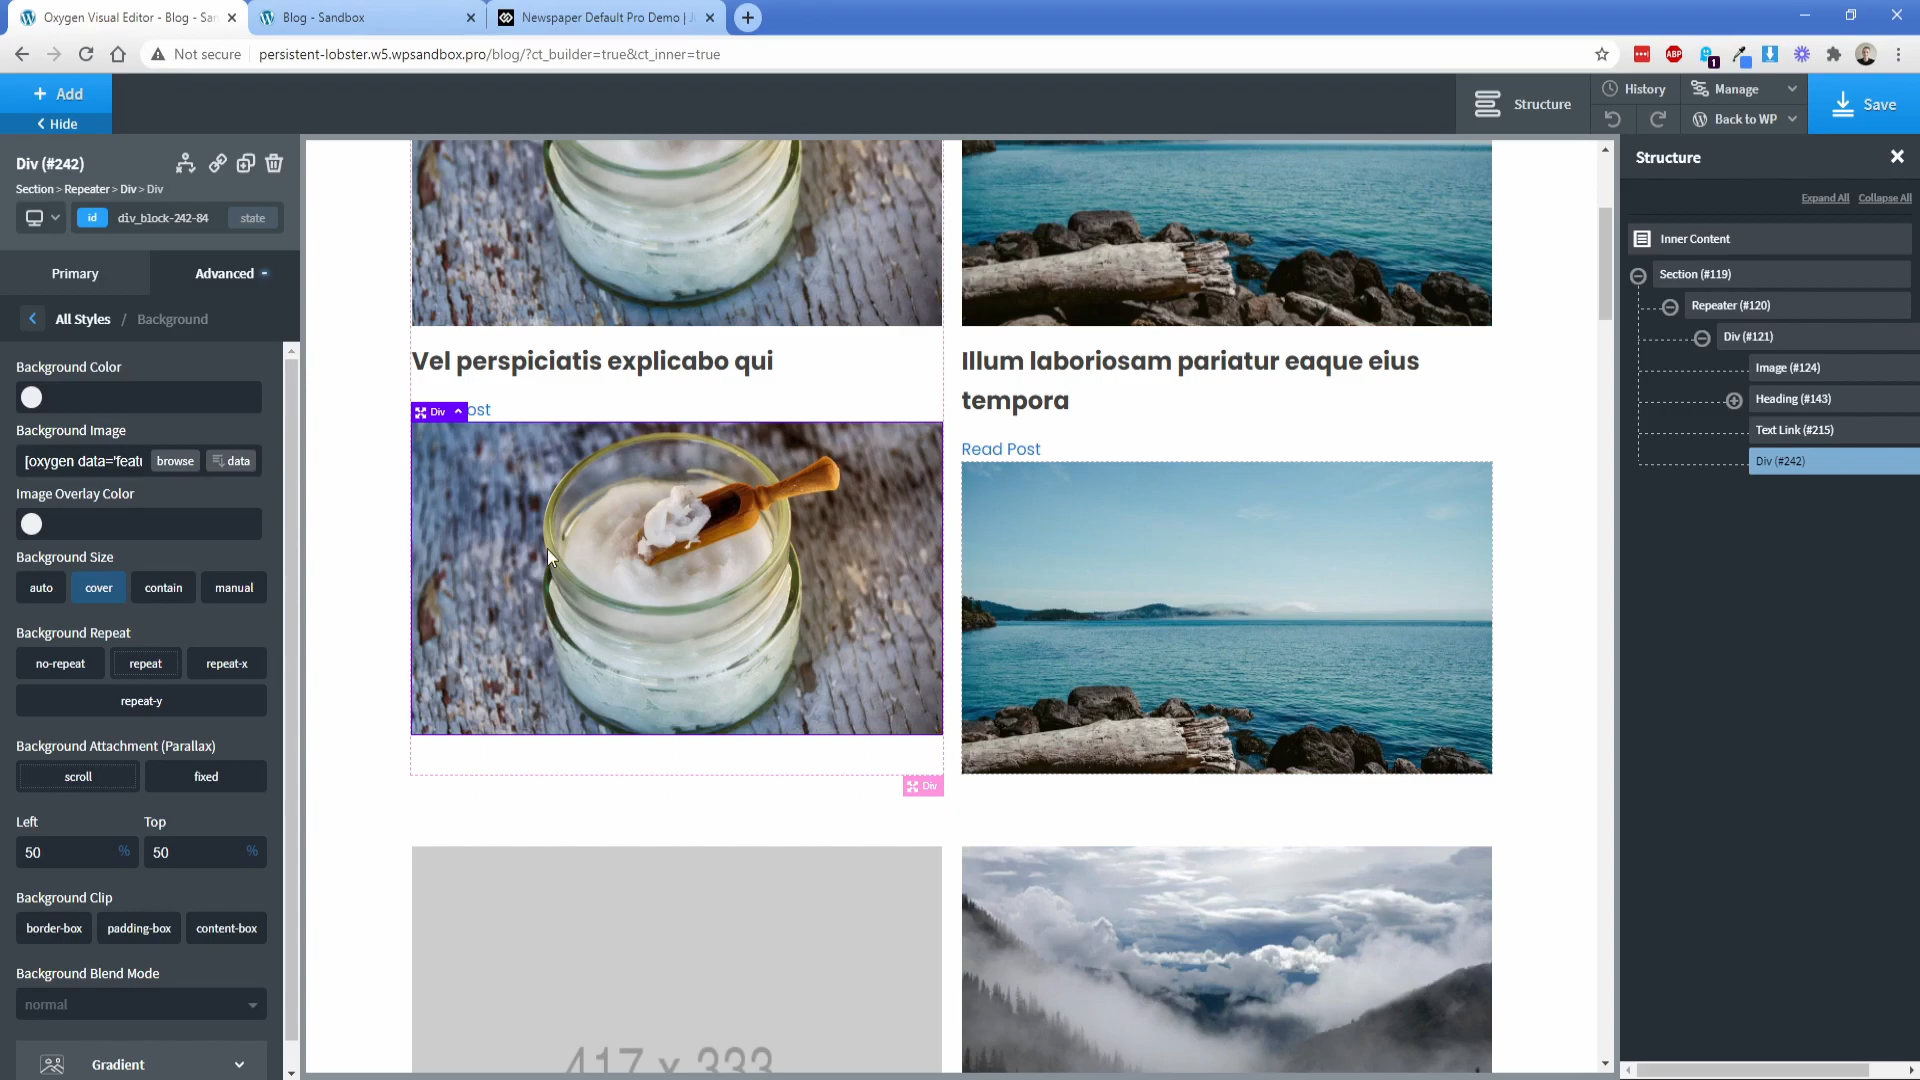 Oxygen Visual Editor - Blog - San
Blog - Sandbox
Newspaper Default Pro Demo |
Not secure
persistent-lobster.w5.wpsandbox.pro/blog/?ct_builder=true&ct_inner=true
ABP
1
+ Add
Hide
Structure
History
Manage
Back to WP
Save
Div (#242)
Section > Repeater > Div > Div
id
div_block-242-84
state
Primary
Advanced
All Styles / Background
Background Color
Background Image
[oxygen data='feat
browse
data
Image Overlay Color
Background Size
auto
cover
contain
manual
Background Repeat
no-repeat
repeat
repeat-x
repeat-y
Background Attachment (Parallax)
scroll
fixed
Left
Top
50 %
50 %
Background Clip
border-box
padding-box
content-box
Background Blend Mode
normal
Gradient
Vel perspiciatis explicabo qui
Div
ost
Div
Illum laboriosam pariatur eaque eius
tempora
Read Post
417 x 333
Structure
Expand All
Collapse All
Inner Content
Section (#119)
Repeater (#120)
Div (#121)
Image (#124)
Heading (#143)
Text Link (#215)
Div (#242)